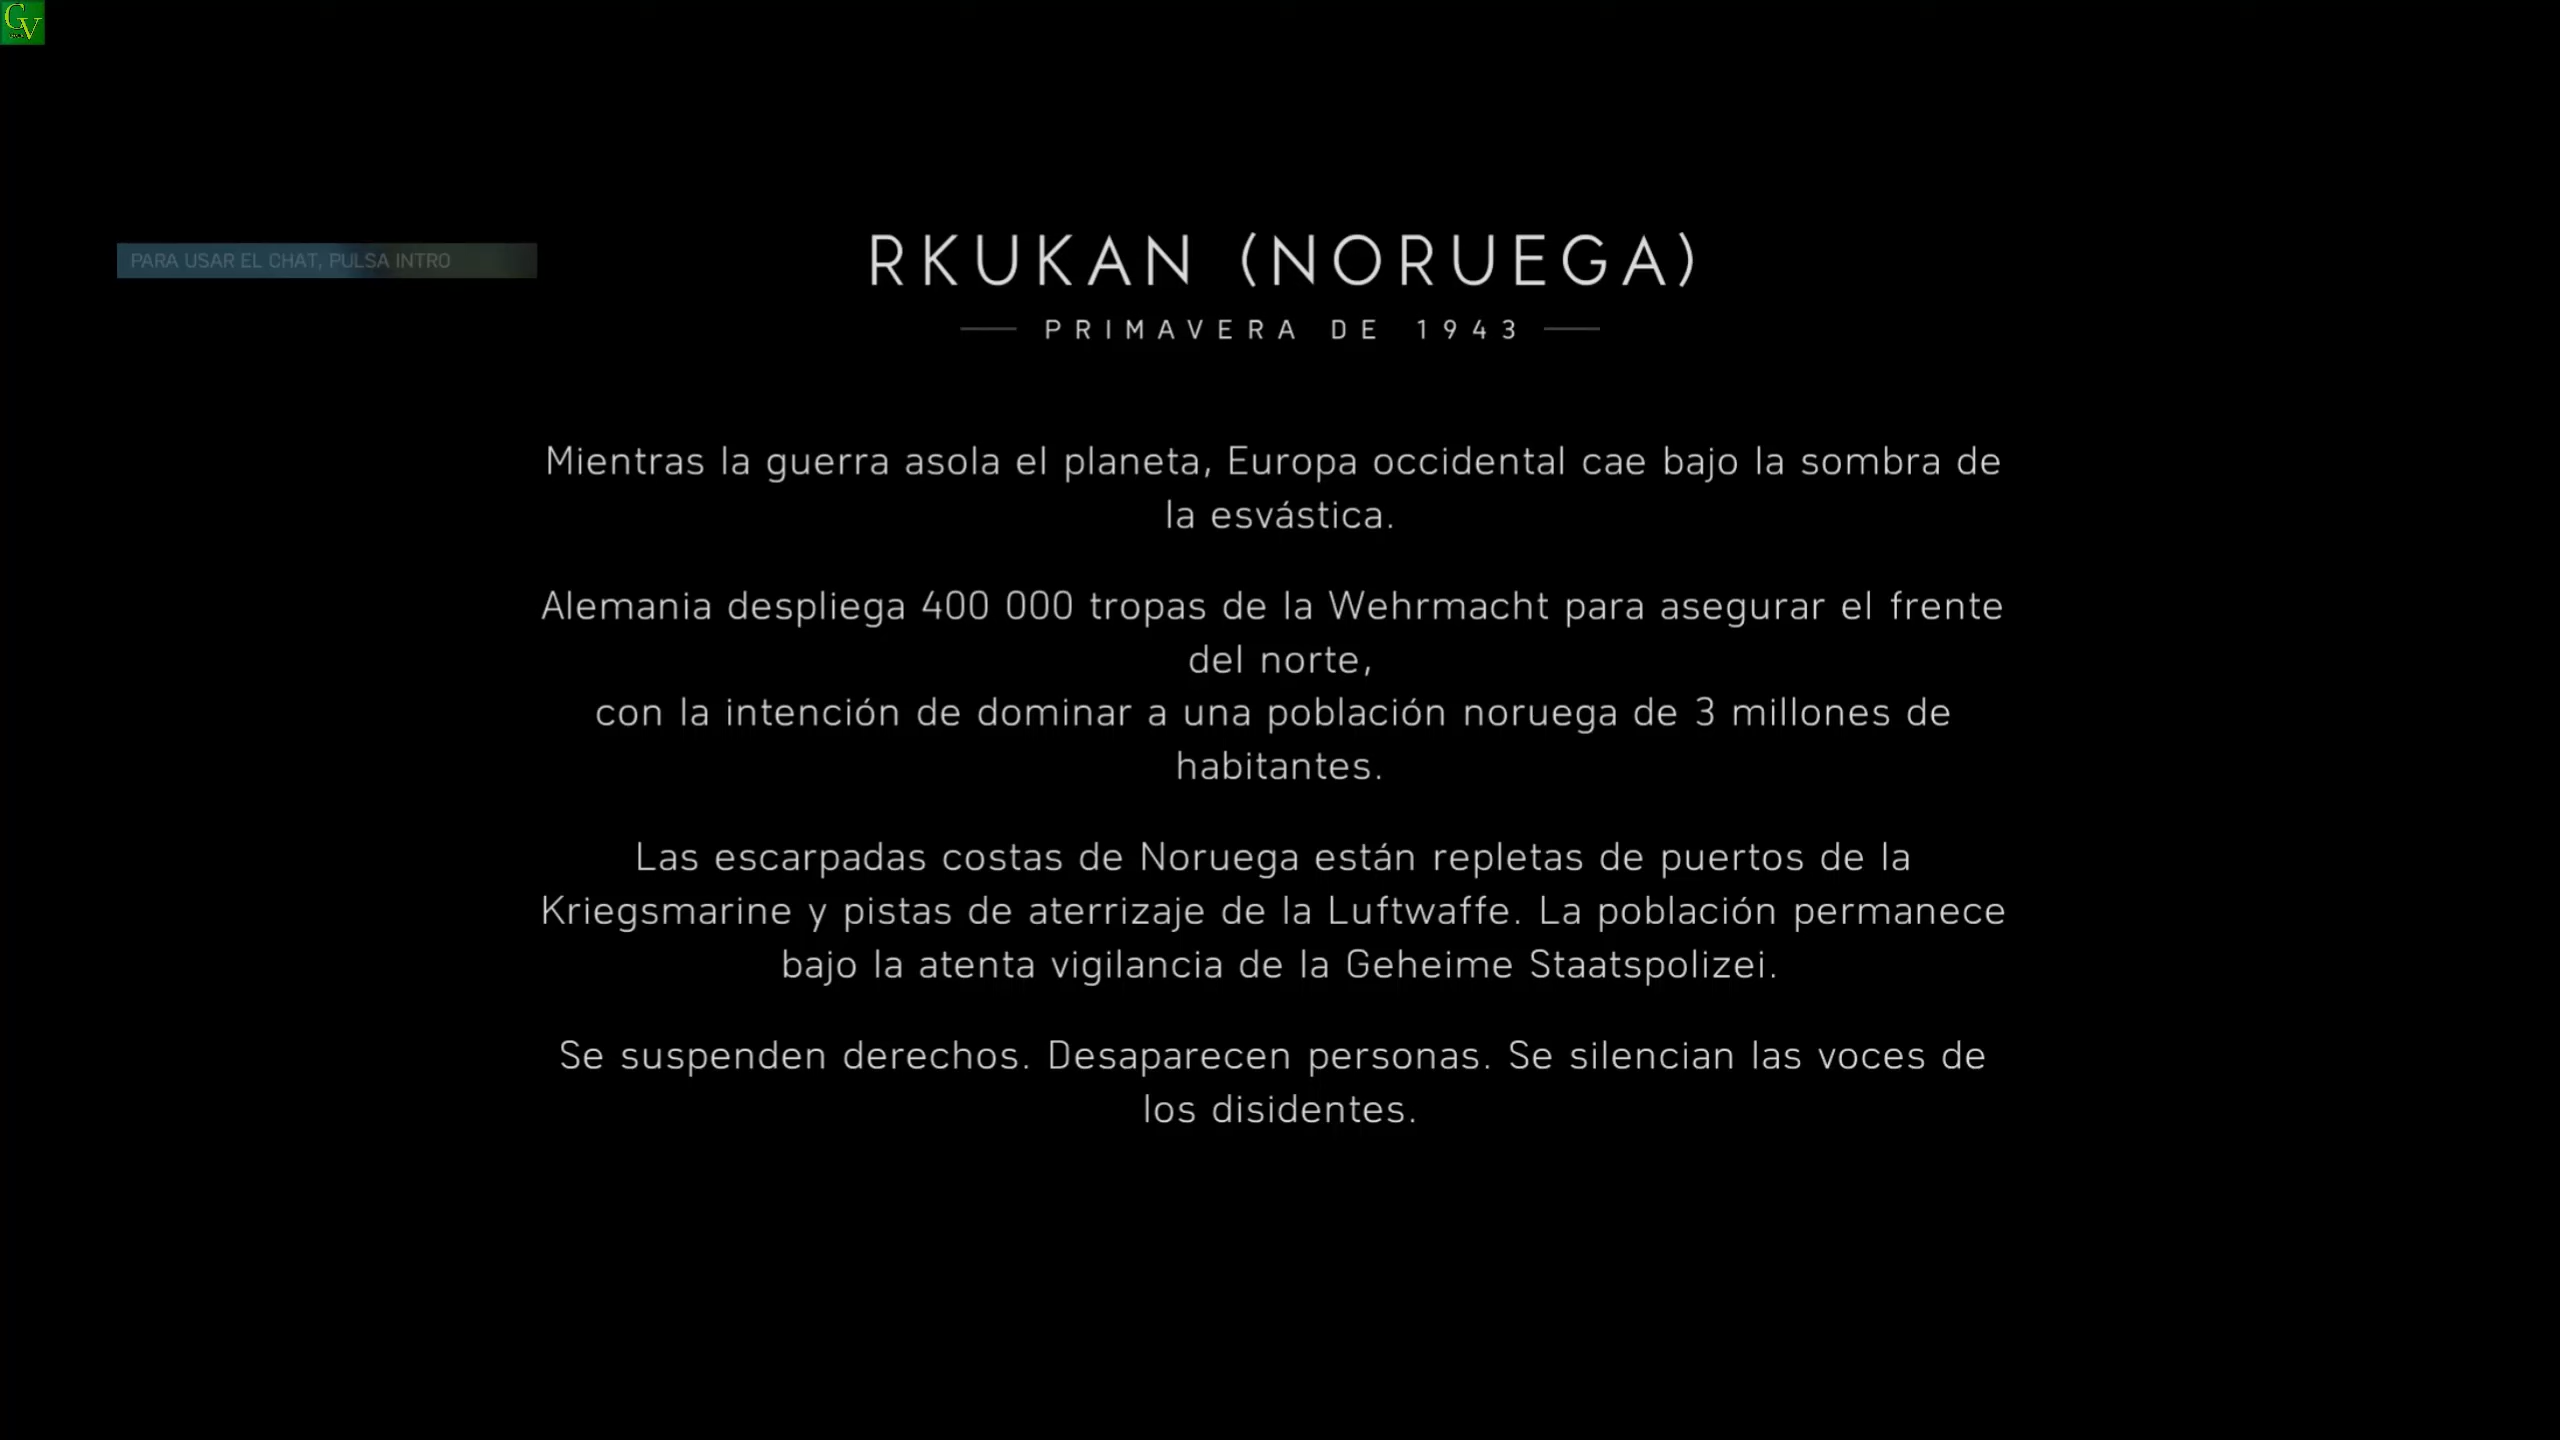 GV
PARA USAR EL CHAT, PULSA INTRO
RKUKAN (NORUEGA)
PRIMAVERA DE 1943
Mientras la guerra asola el planeta, Europa occidental cae bajo la sombra de
la esvástica.
Alemania despliega 400 000 tropas de la Wehrmacht para asegurar el frente
del norte,
con la intención de dominar a una población noruega de 3 millones de
habitantes.
Las escarpadas costas de Noruega están repletas de puertos de la
Kriegsmarine y pistas de aterrizaje de la Luftwaffe. La población permanece
bajo la atenta vigilancia de la Geheime Staatspolizei.
Se suspenden derechos. Desaparecen personas. Se silencian las voces de
los disidentes.